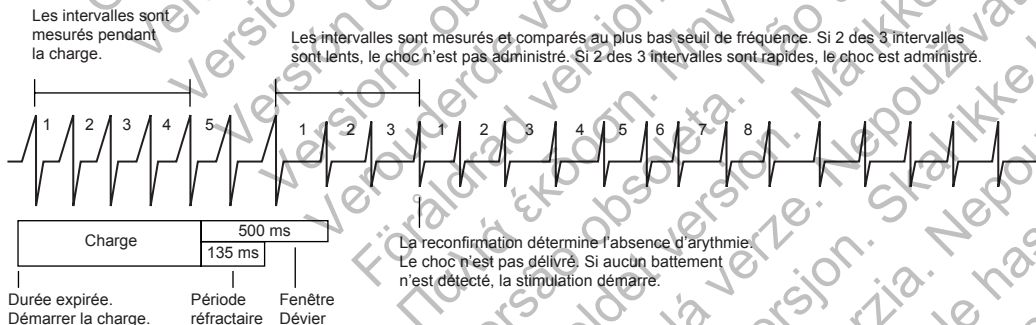 Les intervalles sont
mesurés pendant
la charge.
Les intervalles sont mesurés et comparés au plus bas seuil de fréquence. Si 2 des 3 intervalles
sont lents, le choc n'est pas administré. Si 2 des 3 intervalles sont rapides, le choc est administré.
1 2 3 4 5 1 2 3 1 2 3 4 5 6 7 8
Charge
500 ms
135 ms
La reconfirmation détermine l'absence d'arythmie.
Le choc n'est pas délivré. Si aucun battement
n'est détecté, la stimulation démarre.
Durée expirée.
Démarrer la charge.
Période
réfractaire
Fenêtre
Dévier